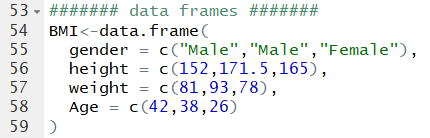 53 ####### data frames #######
54 BMI<-data.frame(
55   gender = c("Male","Male","Female"),
56   height = c(152,171.5,165),
57   weight = c(81,93,78),
58   Age = c(42,38,26)
59 )